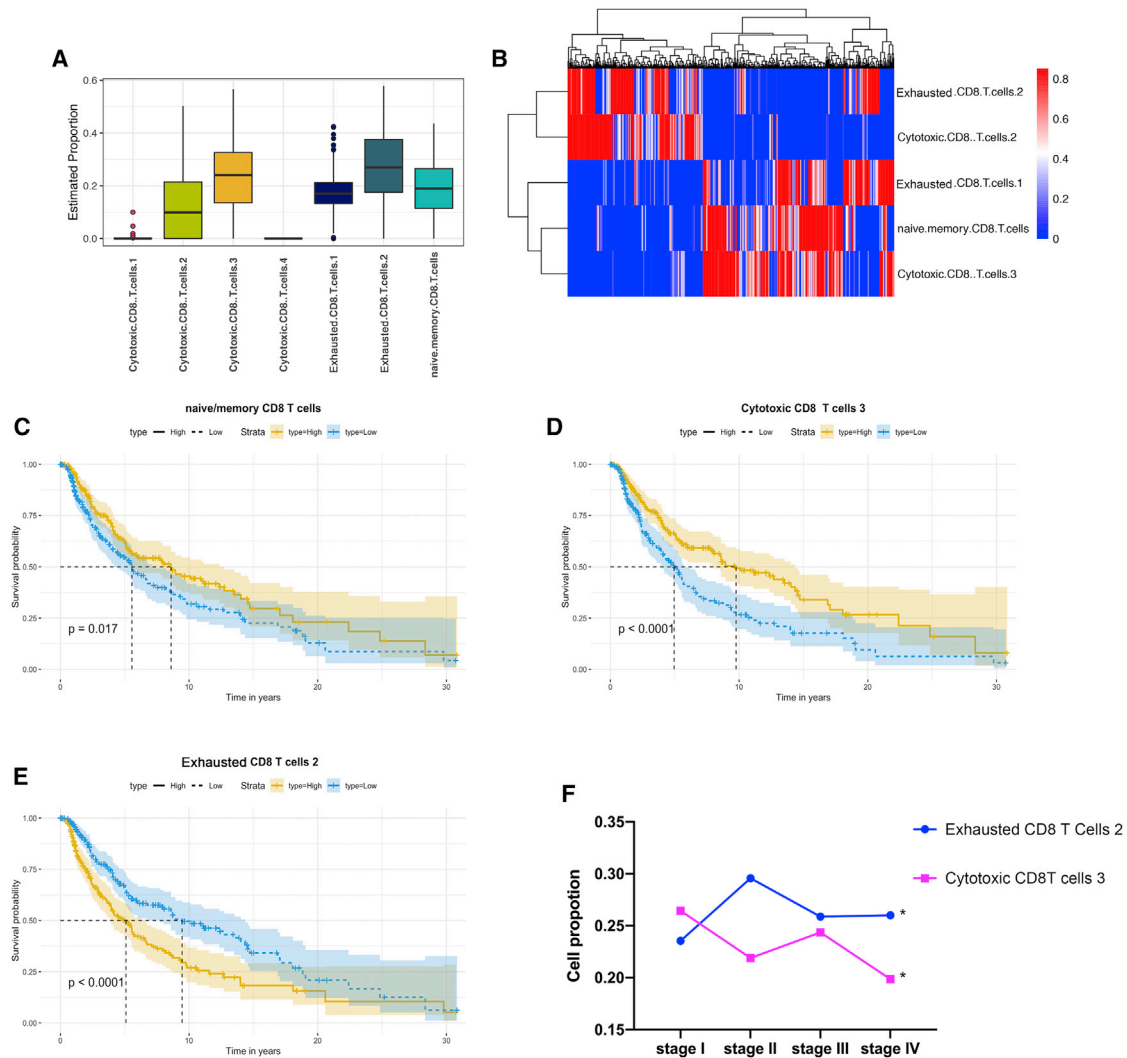 A
Estimated Proportion
0.6
0.4
0.2
0.0
Cytotoxic.CD8..T.cells.1
Cytotoxic.CD8..T.cells.2
Cytotoxic.CD8..T.cells.3
Cytotoxic.CD8..T.cells.4
Exhausted.CD8.T.cells.1
Exhausted.CD8.T.cells.2
naive.memory.CD8.T.cells
B
Exhausted.CD8.T.cells.2
Cytotoxic.CD8..T.cells.2
Exhausted.CD8.T.cells.1
naive.memory.CD8.T.cells
Cytotoxic.CD8..T.cells.3
0.8
0.6
0.4
0.2
0
C
naive/memory CD8 T cells
type High Low Strata type=High type=Low
Survival probability
1.00
0.75
0.50
0.25
0.00
p = 0.017
0 10 20 30
Time in years
D
Cytotoxic CD8 T cells 3
type High Low Strata type=High type=Low
Survival probability
1.00
0.75
0.50
0.25
0.00
p < 0.0001
0 10 20 30
Time in years
E
Exhausted CD8 T cells 2
type High Low Strata type=High type=Low
Survival probability
1.00
0.75
0.50
0.25
0.00
p < 0.0001
0 10 20 30
Time in years
F
Cell propotion
0.35
0.30
0.25
0.20
0.15
stage I stage II stage III stage IV
Exhausted CD8 T Cells 2
Cytotoxic CD8T cells 3
*
*